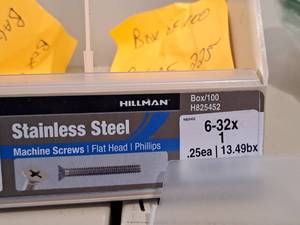 BOX OF 100
HILLMAN
Box/100
H825452
Stainless Steel
Machine Screws | Flat Head | Phillips
6-32x
1
.25ea | 13.49bx